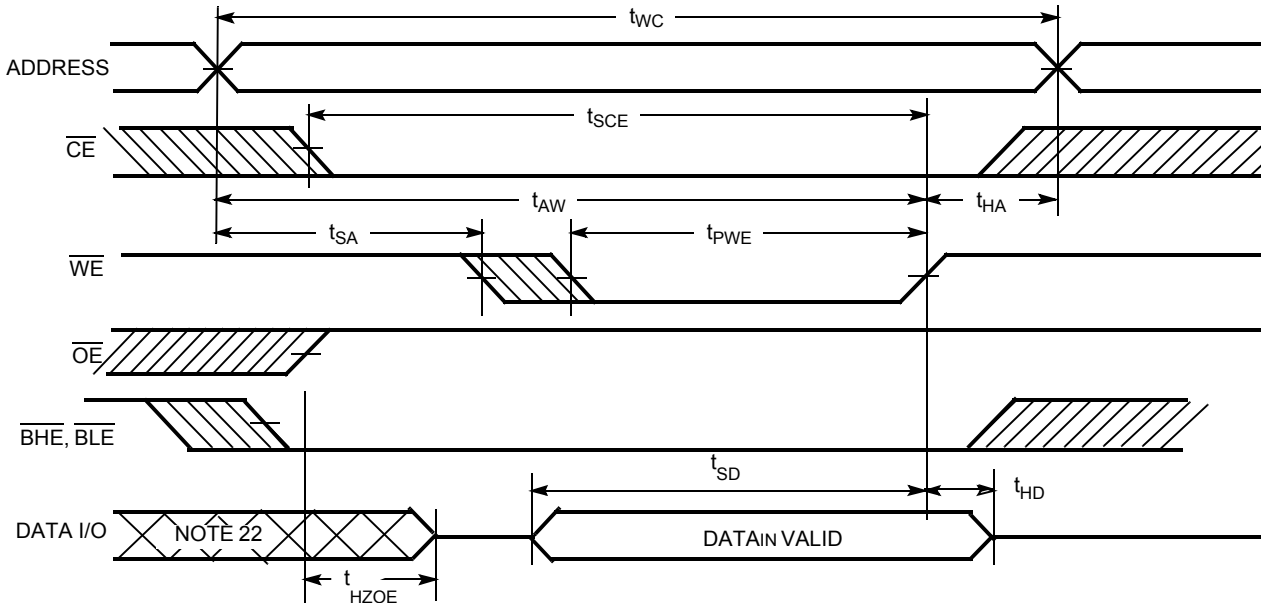 tWC
ADDRESS
tSCE
CE
tAW
tHA
tSA
tPWE
WE
OE
BHE, BLE
tSD
tHD
DATA I/O
NOTE 22
DATAIN VALID
tHZOE